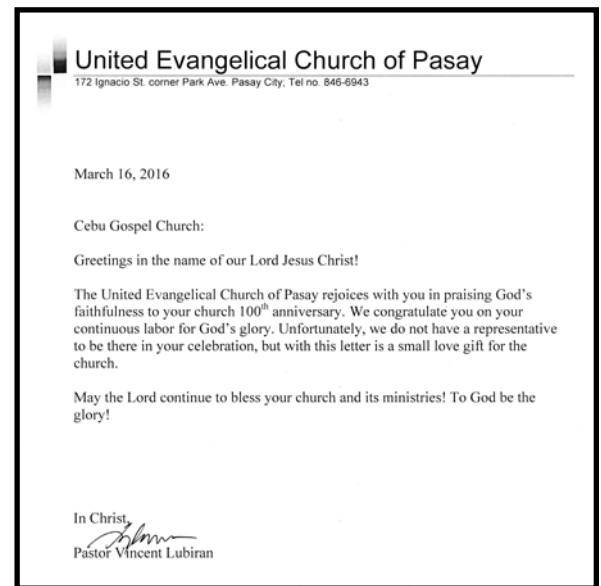 United Evangelical Church of Pasay
172 Ignacio St. corner Park Ave. Pasay City; Tel no. 846-6943
March 16, 2016
Cebu Gospel Church:
Greetings in the name of our Lord Jesus Christ!
The United Evangelical Church of Pasay rejoices with you in praising God's
faithfulness to your church 100th anniversary. We congratulate you on your
continuous labor for God's glory. Unfortunately, we do not have a representative
to be there in your celebration, but with this letter is a small love gift for the
church.
May the Lord continue to bless your church and its ministries! To God be the
glory!
In Christ,
Pastor Vincent Lubiran